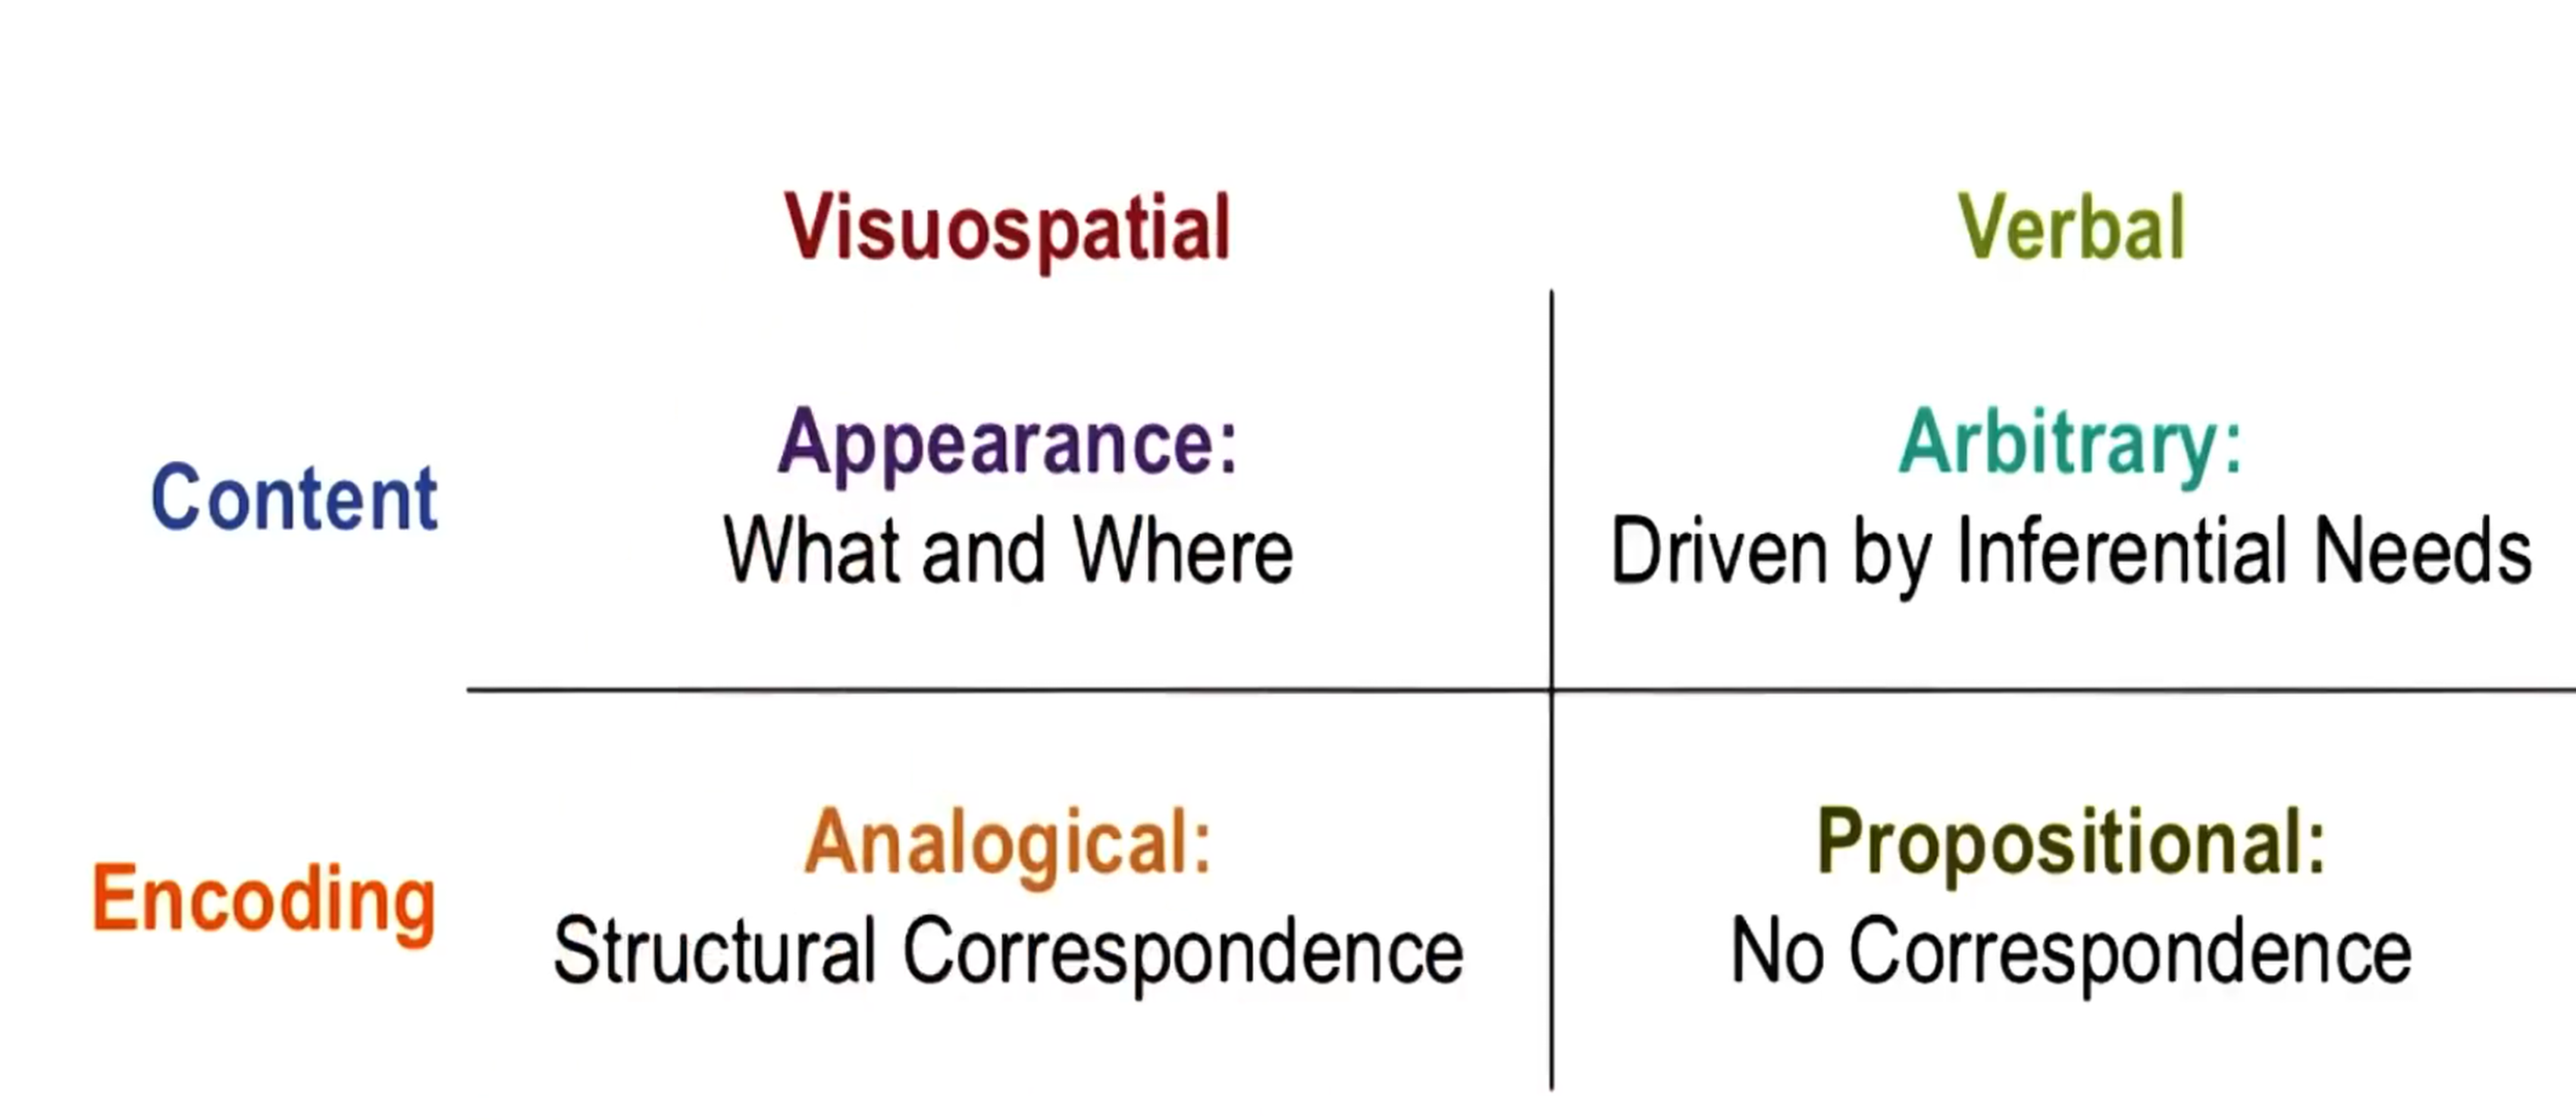 Visuospatial
Verbal
Content
Appearance:
What and Where
Arbitrary:
Driven by Inferential Needs
Encoding
Analogical:
Structural Correspondence
Propositional:
No Correspondence